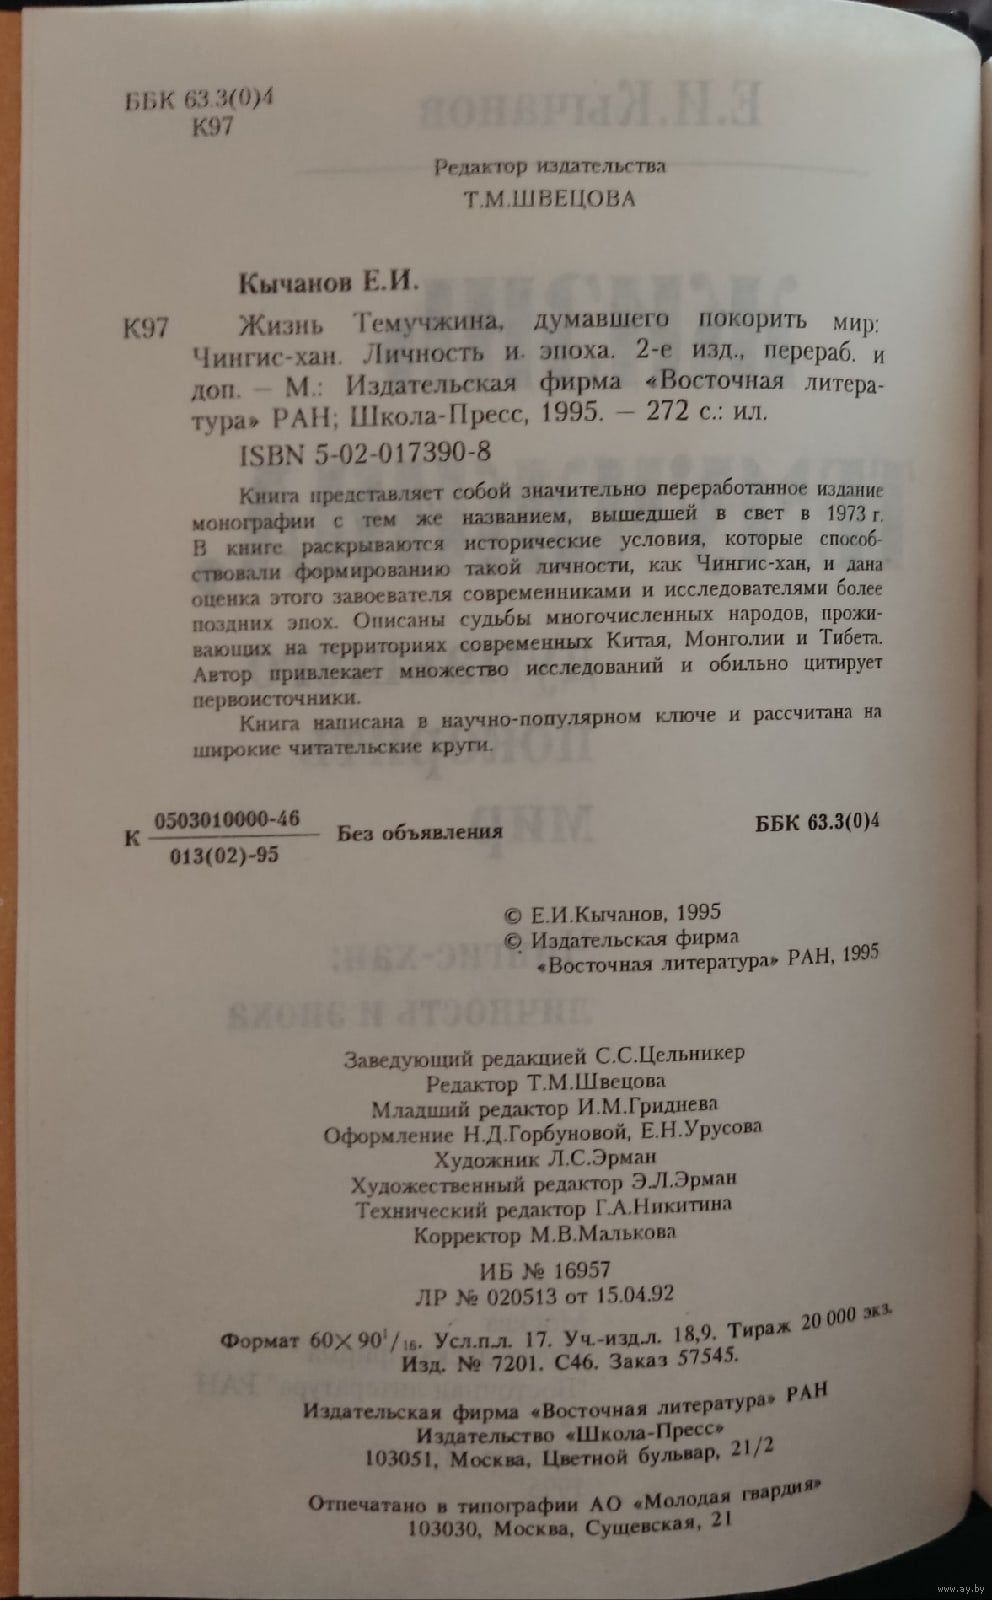 ББК 63.3(0)4
К97
Редактор издательства
Т.М.ШВЕЦОВА
Кычанов Е.И.
К97 Жизнь Темучжина, думавшего покорить мир:
Чингис-хан. Личность и эпоха. 2-е изд., перераб. и
доп. — М.: Издательская фирма «Восточная литера-
тура» РАН; Школа-Пресс, 1995. — 272 с.: ил.
ISBN 5-02-017390-8
Книга представляет собой значительно переработанное издание
монографии с тем же названием, вышедшей в свет в 1973 г.
В книге раскрываются исторические условия, которые способ-
ствовали формированию такой личности, как Чингис-хан, и дана
оценка этого завоевателя современниками и исследователями более
поздних эпох. Описаны судьбы многочисленных народов, прожи-
вающих на территориях современных Китая, Монголии и Тибета.
Автор привлекает множество исследований и обильно цитирует
первоисточники.
Книга написана в научно-популярном ключе и рассчитана на
широкие читательские круги.
К 0503010000-46
013(02)-95
Без объявления
ББК 63.3(0)4
© Е.И.Кычанов, 1995
© Издательская фирма
«Восточная литература» РАН, 1995
Заведующий редакцией С.С.Цельникер
Редактор Т.М.Швецова
Младший редактор И.М.Гриднева
Оформление Н.Д.Горбуновой, Е.Н.Урусова
Художник Л.С.Эрман
Художественный редактор Э.Л.Эрман
Технический редактор Г.А.Никитина
Корректор М.В.Малькова
ИБ № 16957
ЛР № 020513 от 15.04.92
Формат 60×90¹/₁₆. Усл.п.л. 17. Уч.-изд.л. 18,9. Тираж 20 000 экз.
Изд. № 7201. С46. Заказ 57545.
Издательская фирма «Восточная литература» РАН
Издательство «Школа-Пресс»
103051, Москва, Цветной бульвар, 21/2
Отпечатано в типографии АО «Молодая гвардия»
103030, Москва, Сущевская, 21
www.ay.by